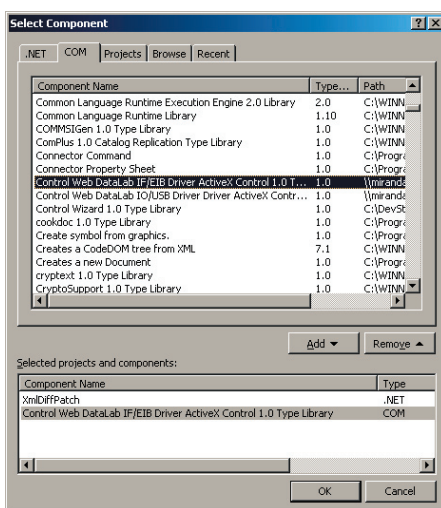 Select Component
.NET COM Projects Browse Recent
Component Name Type... Path
Common Language Runtime Execution Engine 2.0 Library 2.0 C:\WINN
Common Language Runtime Library 1.10 C:\WINN
COMMSIGen 1.0 Type Library 1.0 C:\WINN
ComPlus 1.0 Catalog Replication Type Library 1.0 C:\WINN
Connector Command 1.0 C:\Progra
Connector Property Sheet 1.0 C:\Progra
Control Web DataLab IF/EIB Driver ActiveX Control 1.0 T... 1.0 \\miranda
Control Web DataLab IO/USB Driver Driver ActiveX Contr... 1.0 \\miranda
Control Wizard 1.0 Type Library 1.0 C:\DevSt
cookdoc 1.0 Type Library 1.0 C:\Progra
Create symbol from graphics. 1.0 C:\Progra
Creates a CodeDOM tree from XML 7.1 C:\WINN
Creates a new Document 1.0 C:\Progra
cryptext 1.0 Type Library 1.0 C:\WINN
CryptoSupport 1.0 Type Library 1.0 C:\WINN
Add Remove
Selected projects and components:
Component Name Type
XmlDiffPatch .NET
Control Web DataLab IF/EIB Driver ActiveX Control 1.0 Type Library COM
OK Cancel